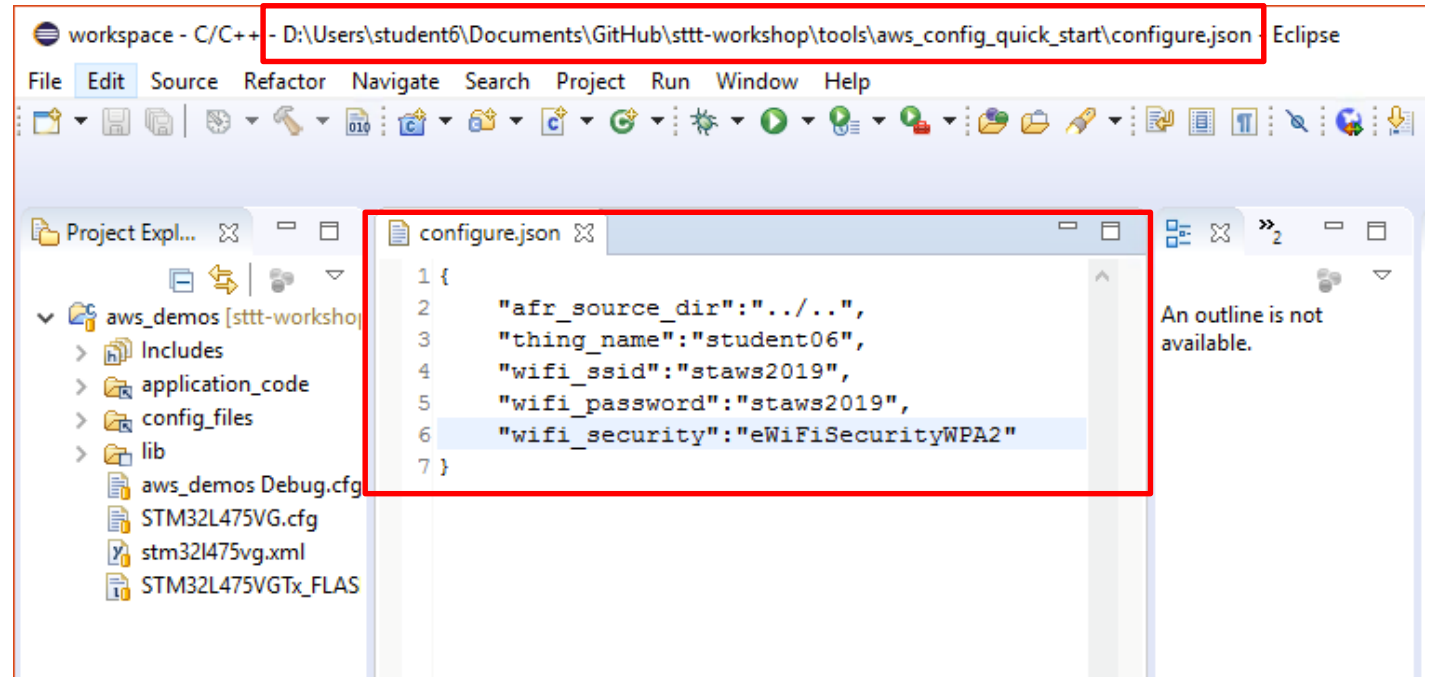 workspace - C/C++ - D:\Users\student6\Documents\GitHub\sttt-workshop\tools\aws_config_quick_start\configure.json - Eclipse
File Edit Source Refactor Navigate Search Project Run Window Help
010
Project Expl...
aws_demos [sttt-workshop
Includes
application_code
config_files
lib
aws_demos Debug.cfg
STM32L475VG.cfg
stm32l475vg.xml
STM32L475VGTx_FLAS
configure.json
1 {
2 "afr_source_dir":"../..",
3 "thing_name":"student06",
4 "wifi_ssid":"staws2019",
5 "wifi_password":"staws2019",
6 "wifi_security":"eWiFiSecurityWPA2"
7 }
»2
An outline is not
available.